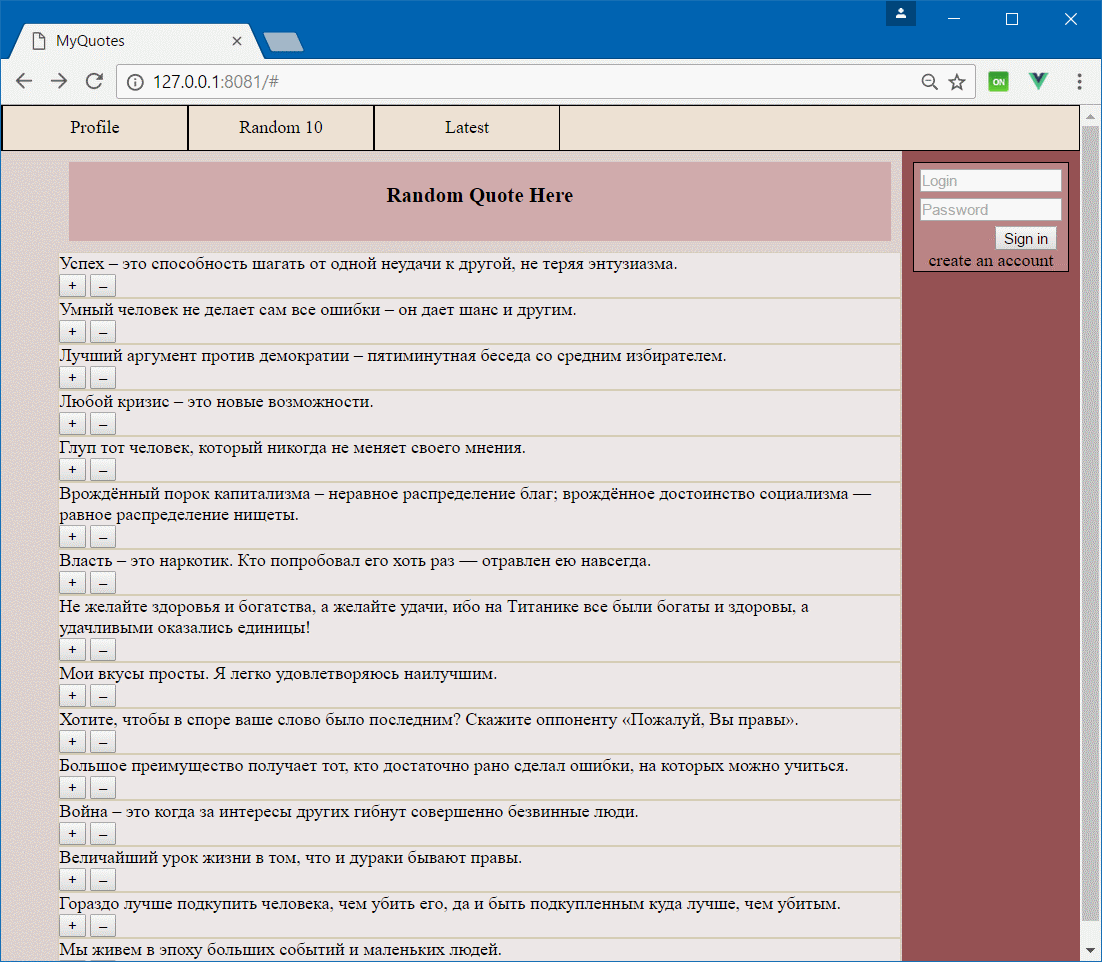 MyQuotes
127.0.0.1:8081/#
ON
Profile Random 10 Latest
Random Quote Here
Login
Password
Sign in
create an account
Успех – это способность шагать от одной неудачи к другой, не теряя энтузиазма.
+ –
Умный человек не делает сам все ошибки – он дает шанс и другим.
+ –
Лучший аргумент против демократии – пятиминутная беседа со средним избирателем.
+ –
Любой кризис – это новые возможности.
+ –
Глуп тот человек, который никогда не меняет своего мнения.
+ –
Врождённый порок капитализма – неравное распределение благ; врождённое достоинство социализма —
равное распределение нищеты.
+ –
Власть – это наркотик. Кто попробовал его хоть раз — отравлен ею навсегда.
+ –
Не желайте здоровья и богатства, а желайте удачи, ибо на Титанике все были богаты и здоровы, а
удачливыми оказались единицы!
+ –
Мои вкусы просты. Я легко удовлетворяюсь наилучшим.
+ –
Хотите, чтобы в споре ваше слово было последним? Скажите оппоненту «Пожалуй, Вы правы».
+ –
Большое преимущество получает тот, кто достаточно рано сделал ошибки, на которых можно учиться.
+ –
Война – это когда за интересы других гибнут совершенно безвинные люди.
+ –
Величайший урок жизни в том, что и дураки бывают правы.
+ –
Гораздо лучше подкупить человека, чем убить его, да и быть подкупленным куда лучше, чем убитым.
+ –
Мы живем в эпоху больших событий и маленьких людей.